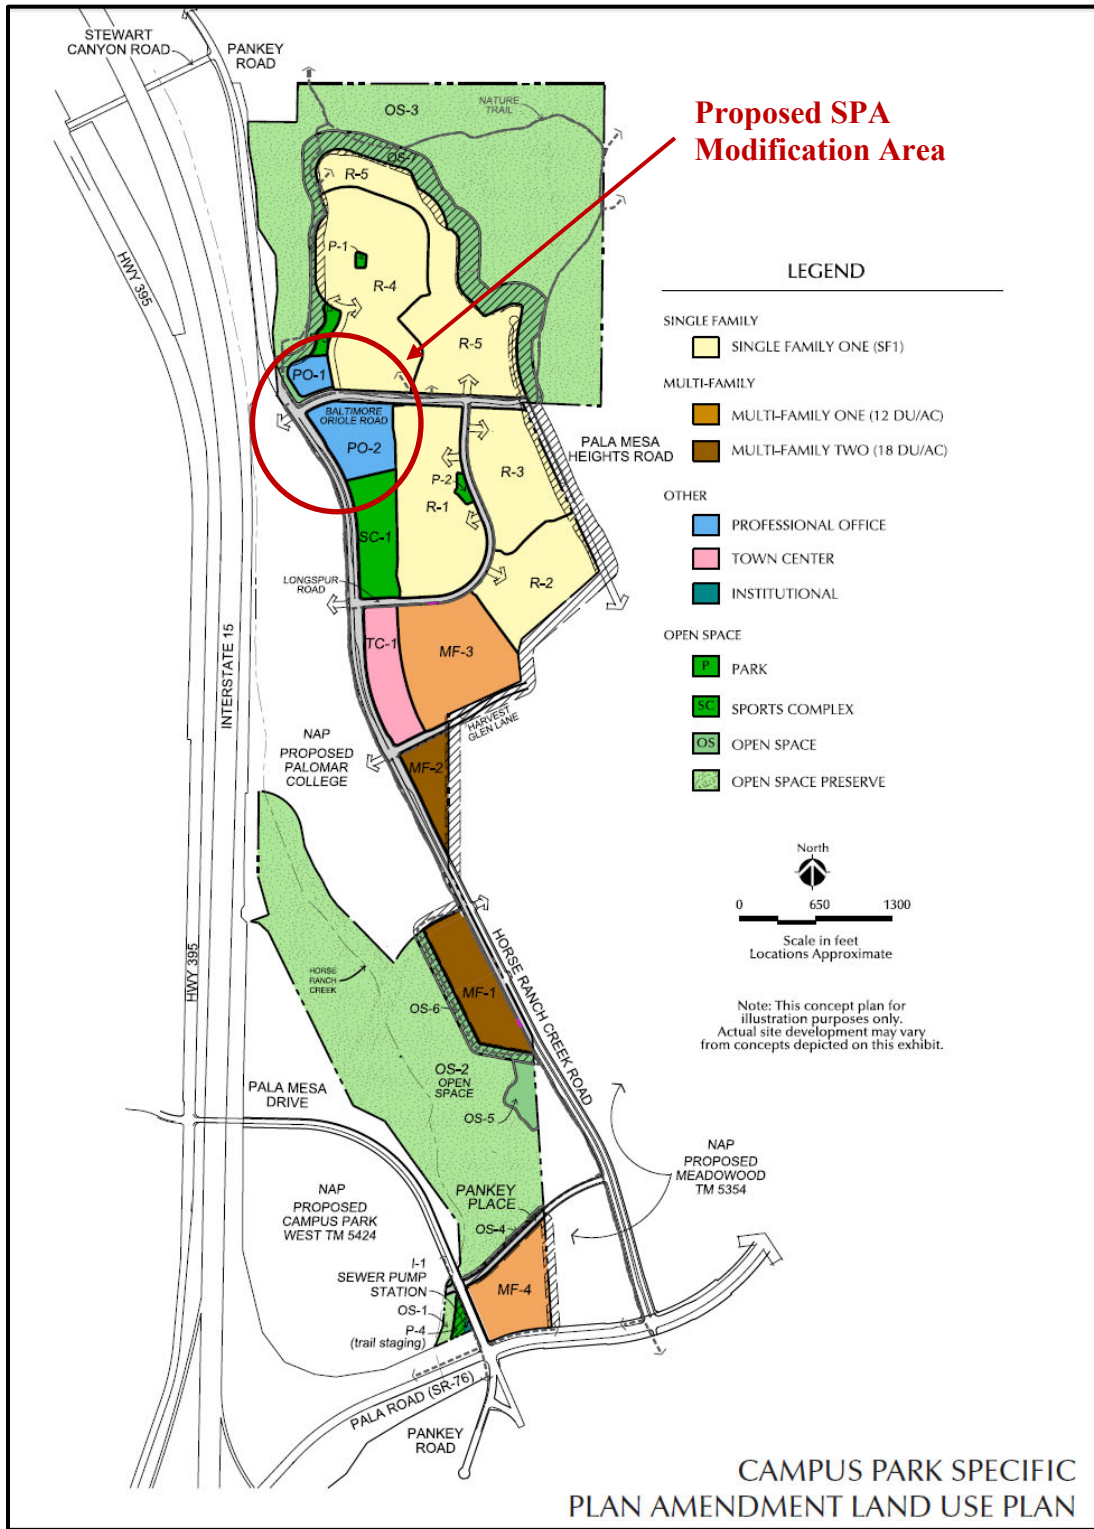 STEWART
CANYON ROAD
PANKEY
ROAD
OS-3
NATURE
TRAIL
Proposed SPA
Modification Area
OS-7
R-5
P-1
R-4
HWY 395
R-5
LEGEND
SINGLE FAMILY
SINGLE FAMILY ONE (SF1)
MULTI-FAMILY
MULTI-FAMILY ONE (12 DU/AC)
MULTI-FAMILY TWO (18 DU/AC)
OTHER
PROFESSIONAL OFFICE
TOWN CENTER
INSTITUTIONAL
OPEN SPACE
P
PARK
SC
SPORTS COMPLEX
OS
OPEN SPACE
OPEN SPACE PRESERVE
PO-1
BALTIMORE
ORIOLE ROAD
PO-2
PALA MESA
HEIGHTS ROAD
R-3
P-2
R-1
SC-1
R-2
LONGSPUR
ROAD
TC-1
MF-3
INTERSTATE 15
HARVEST
GLEN LANE
NAP
PROPOSED
PALOMAR
COLLEGE
MF-2
North
0 650 1300
Scale in feet
Locations Approximate
Note: This concept plan for
illustration purposes only.
Actual site development may vary
from concepts depicted on this exhibit.
HWY 395
HORSE
RANCH
CREEK
HORSE RANCH CREEK ROAD
MF-1
OS-6
OS-2
OPEN
SPACE
OS-5
PALA MESA
DRIVE
NAP
PROPOSED
MEADOWOOD
TM 5354
NAP
PROPOSED
CAMPUS PARK
WEST TM 5424
PANKEY
PLACE
OS-4
I-1
SEWER PUMP
STATION
OS-1
P-4
(trail staging)
MF-4
PALA ROAD (SR-76)
PANKEY
ROAD
CAMPUS PARK SPECIFIC
PLAN AMENDMENT LAND USE PLAN